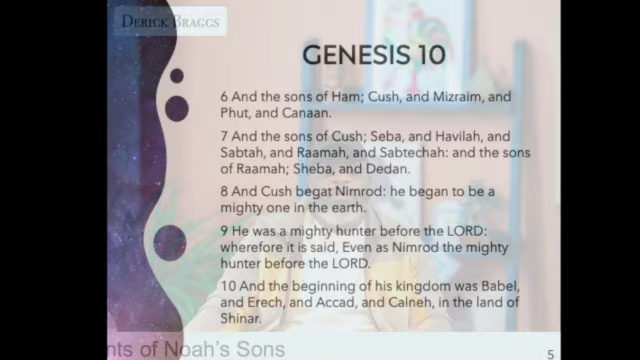 DERICK BRAGGS
GENESIS 10
6 And the sons of Ham; Cush, and Mizraim, and
Phut, and Canaan.
7 And the sons of Cush; Seba, and Havilah, and
Sabtah, and Raamah, and Sabtechah: and the sons
of Raamah; Sheba, and Dedan.
8 And Cush begat Nimrod: he began to be a
mighty one in the earth.
9 He was a mighty hunter before the LORD:
wherefore it is said, Even as Nimrod the mighty
hunter before the LORD.
10 And the beginning of his kingdom was Babel,
and Erech, and Accad, and Calneh, in the land of
Shinar.
nts of Noah's Sons
5